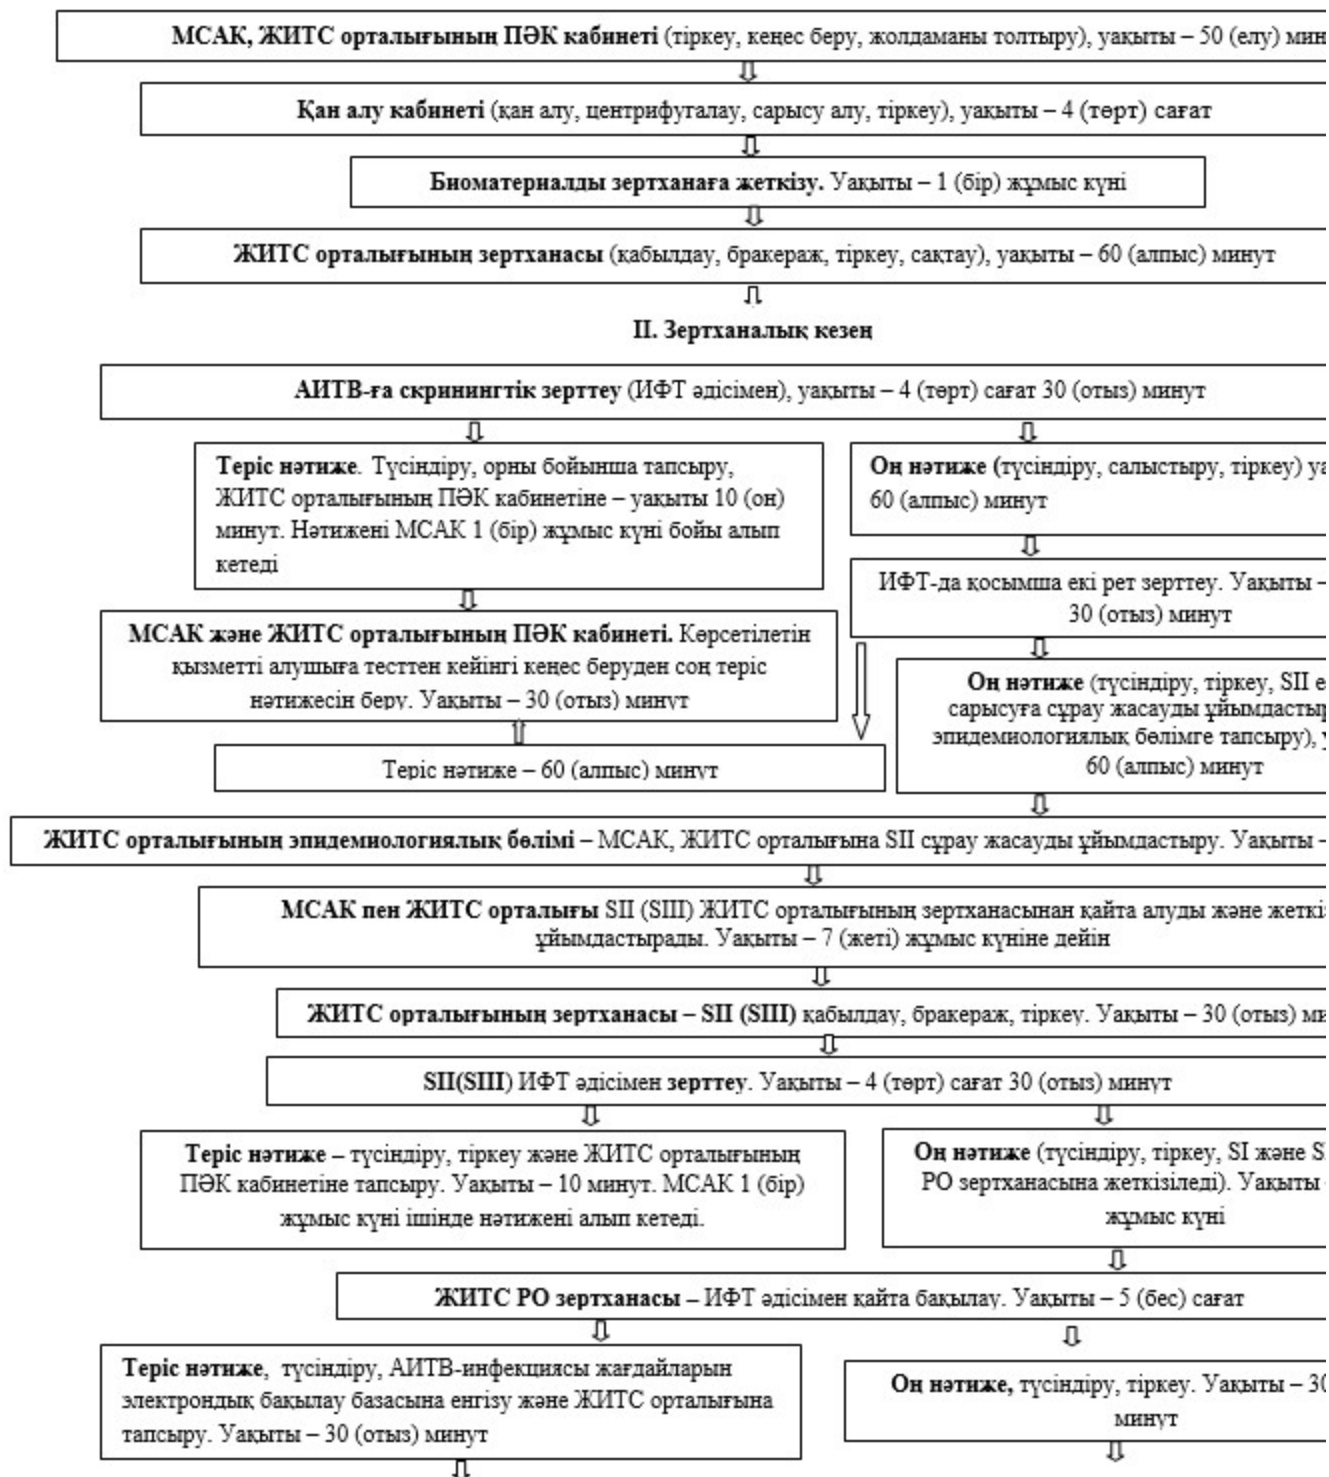 МСАК, ЖИТС орталығының ПӘК кабинеті (тіркеу, кеңес беру, жолдаманы толтыру), уақыты – 50 (елу) мин
Қан алу кабинеті (қан алу, центрифугалау, сарысу алу, тіркеу), уақыты – 4 (төрт) сағат
Биоматериалды зертханаға жеткізу. Уақыты – 1 (бір) жұмыс күні
ЖИТС орталығының зертханасы (қабылдау, бракераж, тіркеу, сақтау), уақыты – 60 (алпыс) минут
II. Зертханалық кезең
АИТВ-ға скринингтік зерттеу (ИФТ әдісімен), уақыты – 4 (төрт) сағат 30 (отыз) минут
Теріс нәтиже. Түсіндіру, орны бойынша тапсыру,
ЖИТС орталығының ПӘК кабинетіне – уақыты 10 (он)
минут. Нәтижені МСАК 1 (бір) жұмыс күні бойы алып
кетеді
Оң нәтиже (түсіндіру, салыстыру, тіркеу) уа
60 (алпыс) минут
ИФТ-да қосымша екі рет зерттеу. Уақыты –
30 (отыз) минут
МСАК және ЖИТС орталығының ПӘК кабинеті. Көрсетілетін
қызметті алушыға тесттен кейінгі кеңес беруден соң теріс
нәтижесін беру. Уақыты – 30 (отыз) минут
Оң нәтиже (түсіндіру, тіркеу, SII е
сарысуға сұрау жасауды ұйымдастыр
эпидемиологиялық бөлімге тапсыру), у
60 (алпыс) минут
Теріс нәтиже – 60 (алпыс) минут
ЖИТС орталығының эпидемиологиялық бөлімі – МСАК, ЖИТС орталығына SII сұрау жасауды ұйымдастыру. Уақыты –
МСАК пен ЖИТС орталығы SII (SIII) ЖИТС орталығының зертханасынан қайта алуды және жеткіз
ұйымдастырады. Уақыты – 7 (жеті) жұмыс күніне дейін
ЖИТС орталығының зертханасы – SII (SIII) қабылдау, бракераж, тіркеу. Уақыты – 30 (отыз) ми
SII(SIII) ИФТ әдісімен зерттеу. Уақыты – 4 (төрт) сағат 30 (отыз) минут
Теріс нәтиже – түсіндіру, тіркеу және ЖИТС орталығының
ПӘК кабинетіне тапсыру. Уақыты – 10 минут. МСАК 1 (бір)
жұмыс күні ішінде нәтижені алып кетеді.
Оң нәтиже (түсіндіру, тіркеу, SI және S
РО зертханасына жеткізіледі). Уақыты
жұмыс күні
ЖИТС РО зертханасы – ИФТ әдісімен қайта бақылау. Уақыты – 5 (бес) сағат
Теріс нәтиже, түсіндіру, АИТВ-инфекциясы жағдайларын
электрондық бақылау базасына енгізу және ЖИТС орталығына
тапсыру. Уақыты – 30 (отыз) минут
Оң нәтиже, түсіндіру, тіркеу. Уақыты – 30
минут